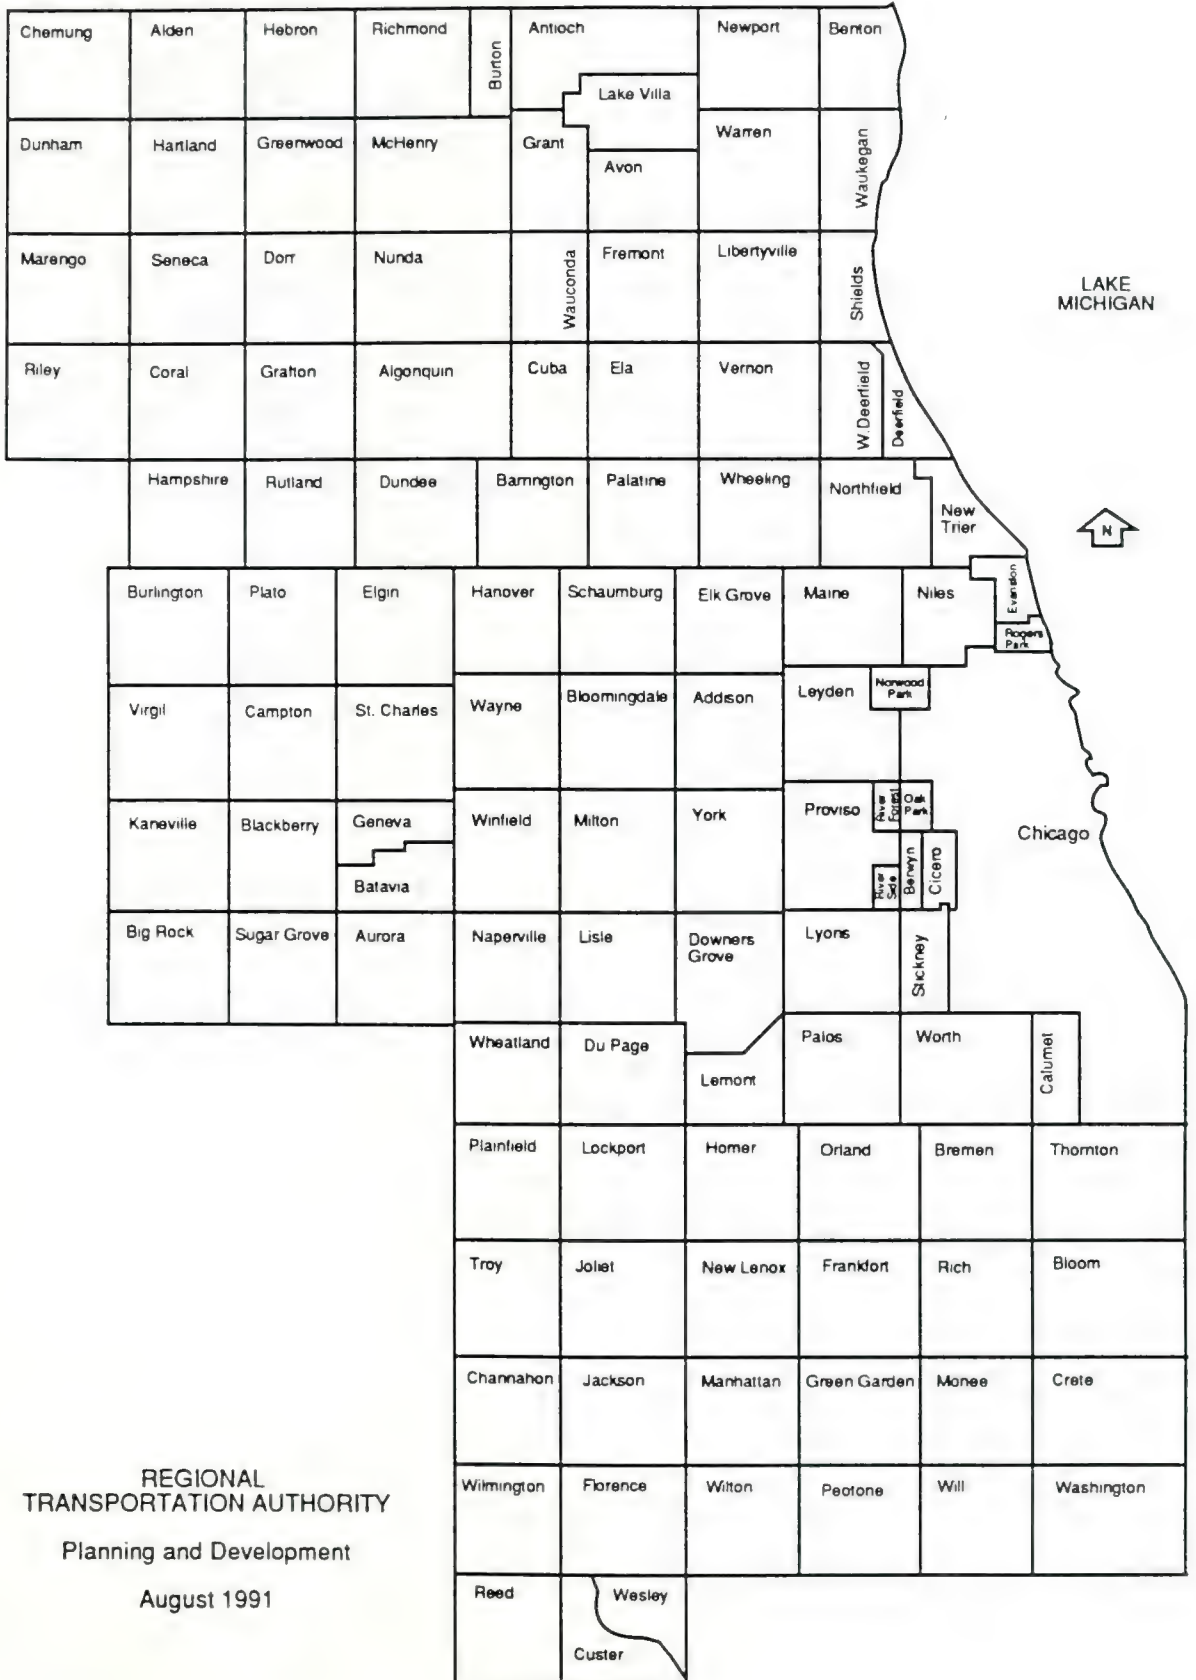 Chemung
Alden
Hebron
Richmond
Burton
Antioch
Newport
Benton
Lake Villa
Dunham
Hartland
Greenwood
McHenry
Grant
Avon
Warren
Waukegan
Marengo
Seneca
Dorr
Nunda
Wauconda
Fremont
Libertyville
Shields
LAKE
MICHIGAN
Riley
Coral
Grafton
Algonquin
Cuba
Ela
Vernon
W. Deerfield
Deerfield
Hampshire
Rutland
Dundee
Barrington
Palatine
Wheeling
Northfield
New
Trier
N
Burlington
Plato
Elgin
Hanover
Schaumburg
Elk Grove
Maine
Niles
Evanston
Rogers
Park
Virgil
Campton
St. Charles
Wayne
Bloomingdale
Addison
Leyden
Norwood
Park
Kaneville
Blackberry
Geneva
Batavia
Winfield
Milton
York
Proviso
River
Forest
Oak
Park
River
Side
Berwyn
Cicero
Chicago
Big Rock
Sugar Grove
Aurora
Naperville
Lisle
Downers
Grove
Lyons
Stickney
Wheatland
Du Page
Lemont
Palos
Worth
Calumet
Plainfield
Lockport
Homer
Orland
Bremen
Thornton
Troy
Joliet
New Lenox
Frankfort
Rich
Bloom
Channahon
Jackson
Manhattan
Green Garden
Monee
Crete
Wilmington
Florence
Wilton
Peotone
Will
Washington
Reed
Wesley
Custer
REGIONAL
TRANSPORTATION AUTHORITY
Planning and Development
August 1991